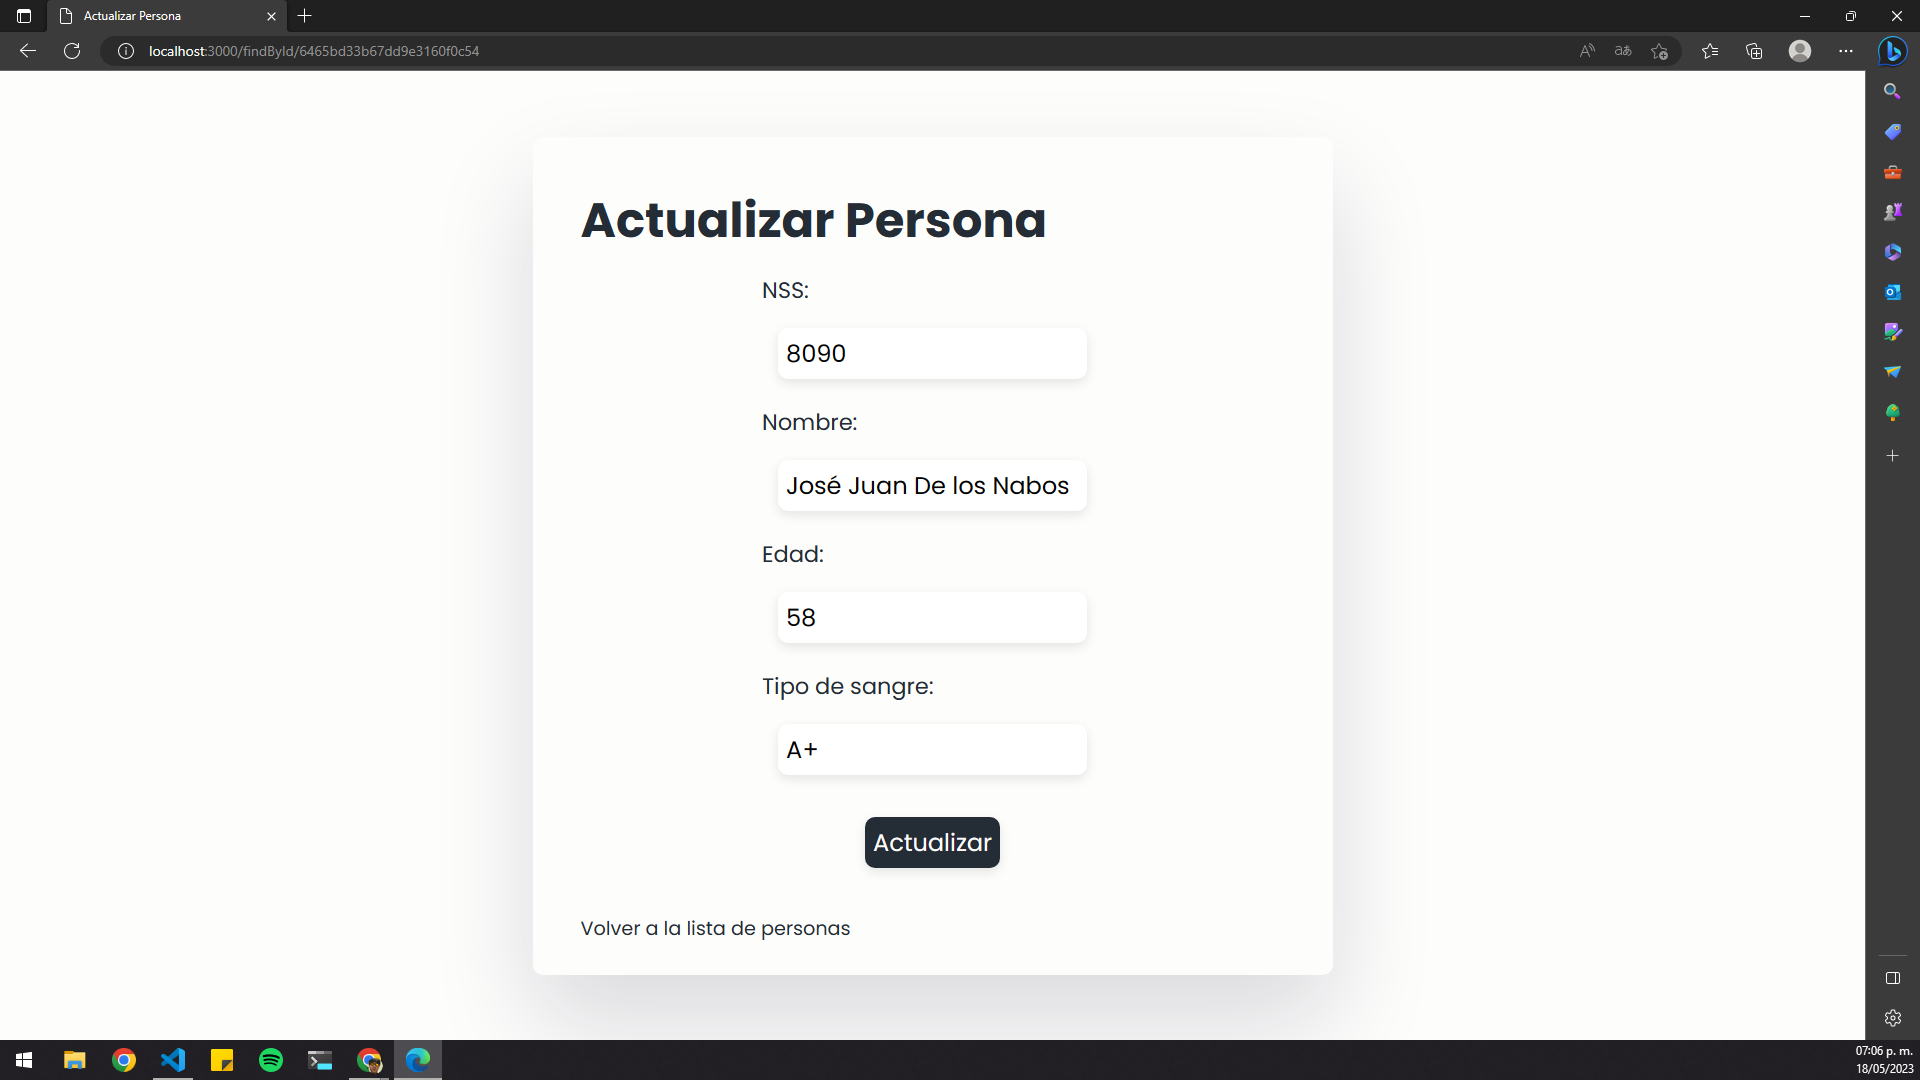 Actualizar Persona
localhost:3000/findById/6465bd33b67dd9e3160f0c54
Actualizar Persona
NSS:
8090
Nombre:
José Juan De los Nabos
Edad:
58
Tipo de sangre:
A+
Actualizar
Volver a la lista de personas
07:06 p. m.
18/05/2023